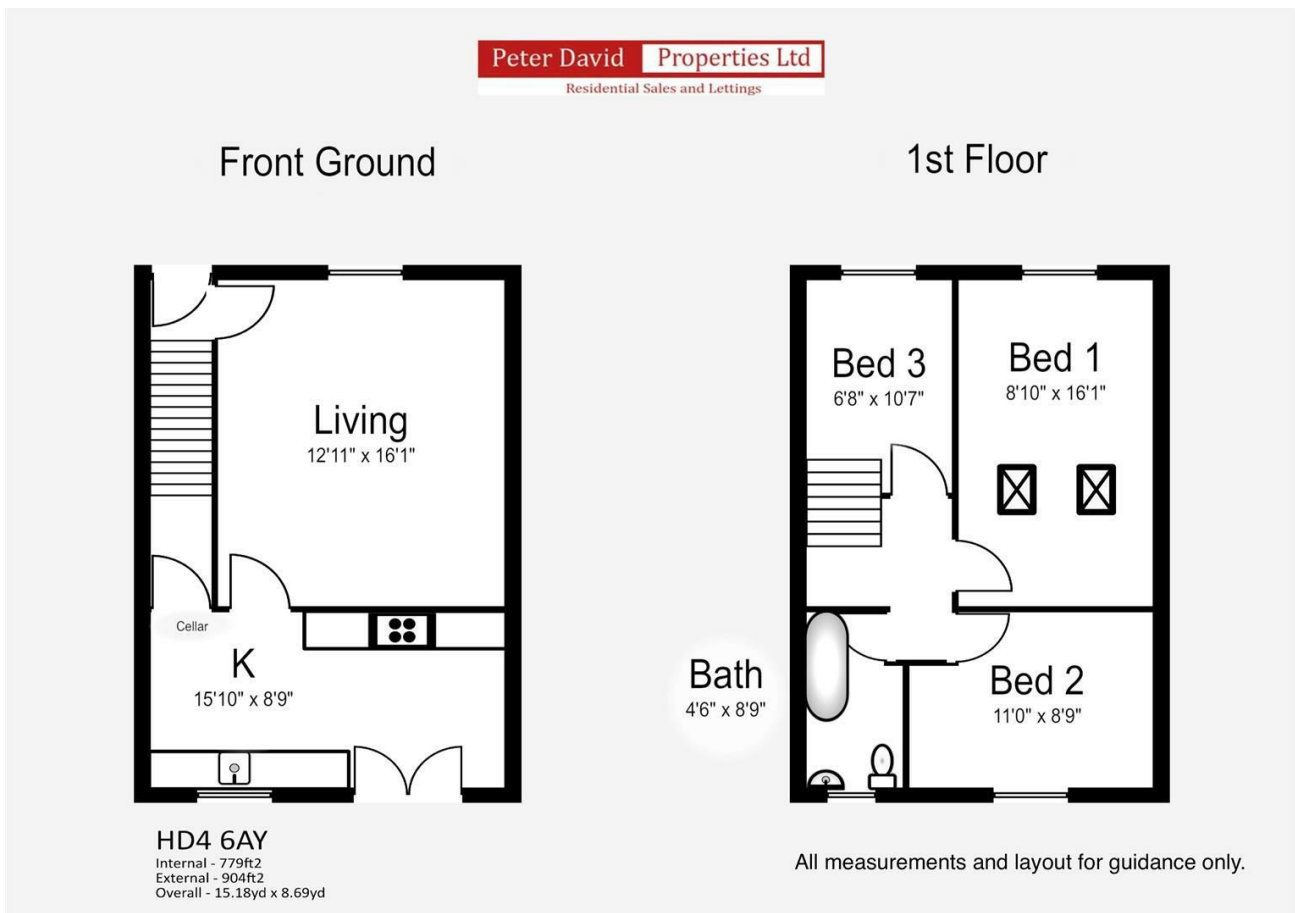 Peter David Properties Ltd
Residential Sales and Lettings
Front Ground
1st Floor
Living
12'11" x 16'1"
Cellar
K
15'10" x 8'9"
Bed 3
6'8" x 10'7"
Bed 1
8'10" x 16'1"
Bath
4'6" x 8'9"
Bed 2
11'0" x 8'9"
HD4 6AY
Internal - 779ft2
External - 904ft2
Overall - 15.18yd x 8.69yd
All measurements and layout for guidance only.